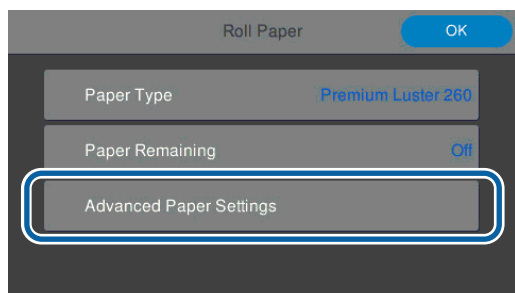 Roll Paper OK
Paper Type Premium Luster 260
Paper Remaining Off
Advanced Paper Settings